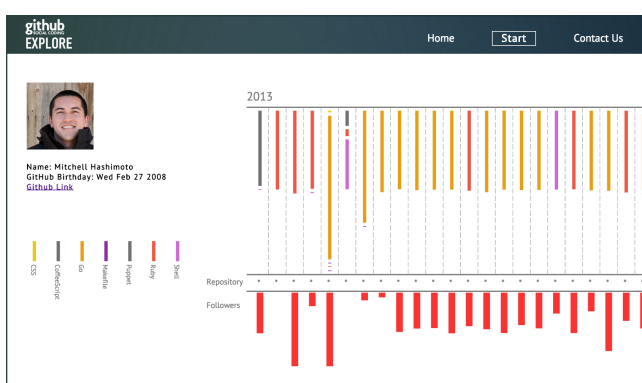 github
SOCIAL CODING
EXPLORE
Home
Start
Contact Us
Name: Mitchell Hashimoto
GitHub Birthday: Wed Feb 27 2008
Github Link
CSS
CoffeeScript
Go
Makefile
Puppet
Ruby
Shell
2013
Repository
Followers